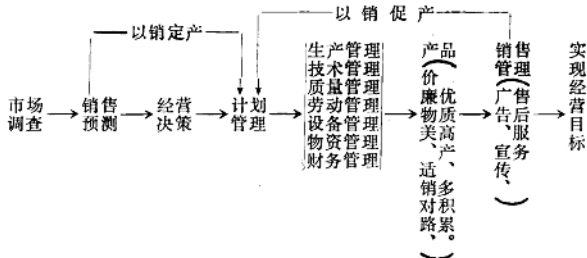 以销促产
以销定产
市场
调查
销售
预测
经营
决策
计划
管理
生产管理
技术管理
质量管理
劳动管理
设备管理
物资管理
财务管理
产品（价廉物美、适销对路、
优质高产、多积累。）
销售
管理
（广告、宣传、
售后服务）
实现经营目标